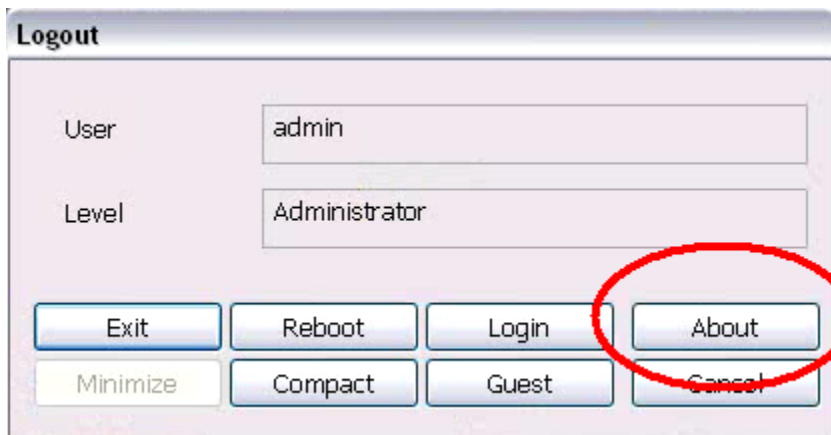 Logout
User admin
Level Administrator
Exit Reboot Login About
Minimize Compact Guest Cancel